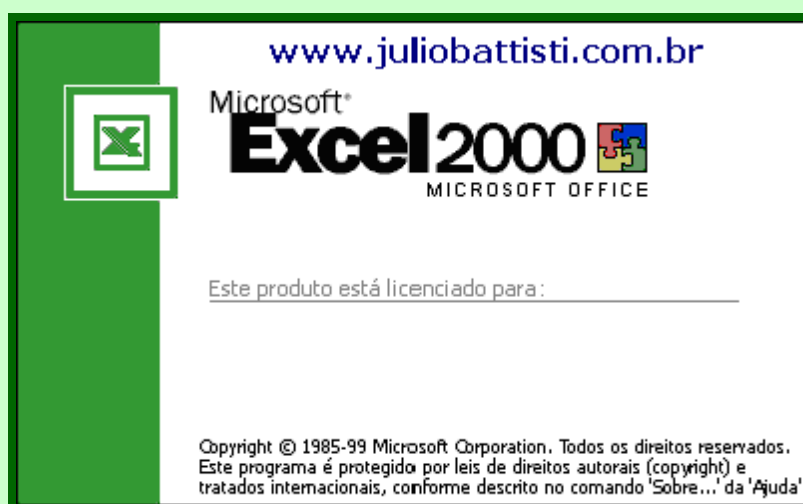 www.juliobattisti.com.br
Microsoft®
Excel 2000
MICROSOFT OFFICE
Este produto está licenciado para:
Copyright © 1985-99 Microsoft Corporation. Todos os direitos reservados.
Este programa é protegido por leis de direitos autorais (copyright) e
tratados internacionais, conforme descrito no comando 'Sobre...' da 'Ajuda'